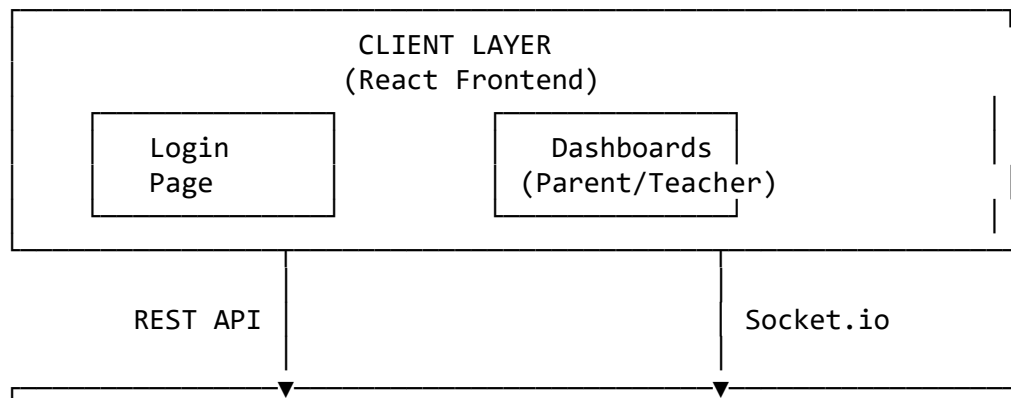 CLIENT LAYER
(React Frontend)
Login Dashboards
Page (Parent/Teacher)
REST API Socket.io